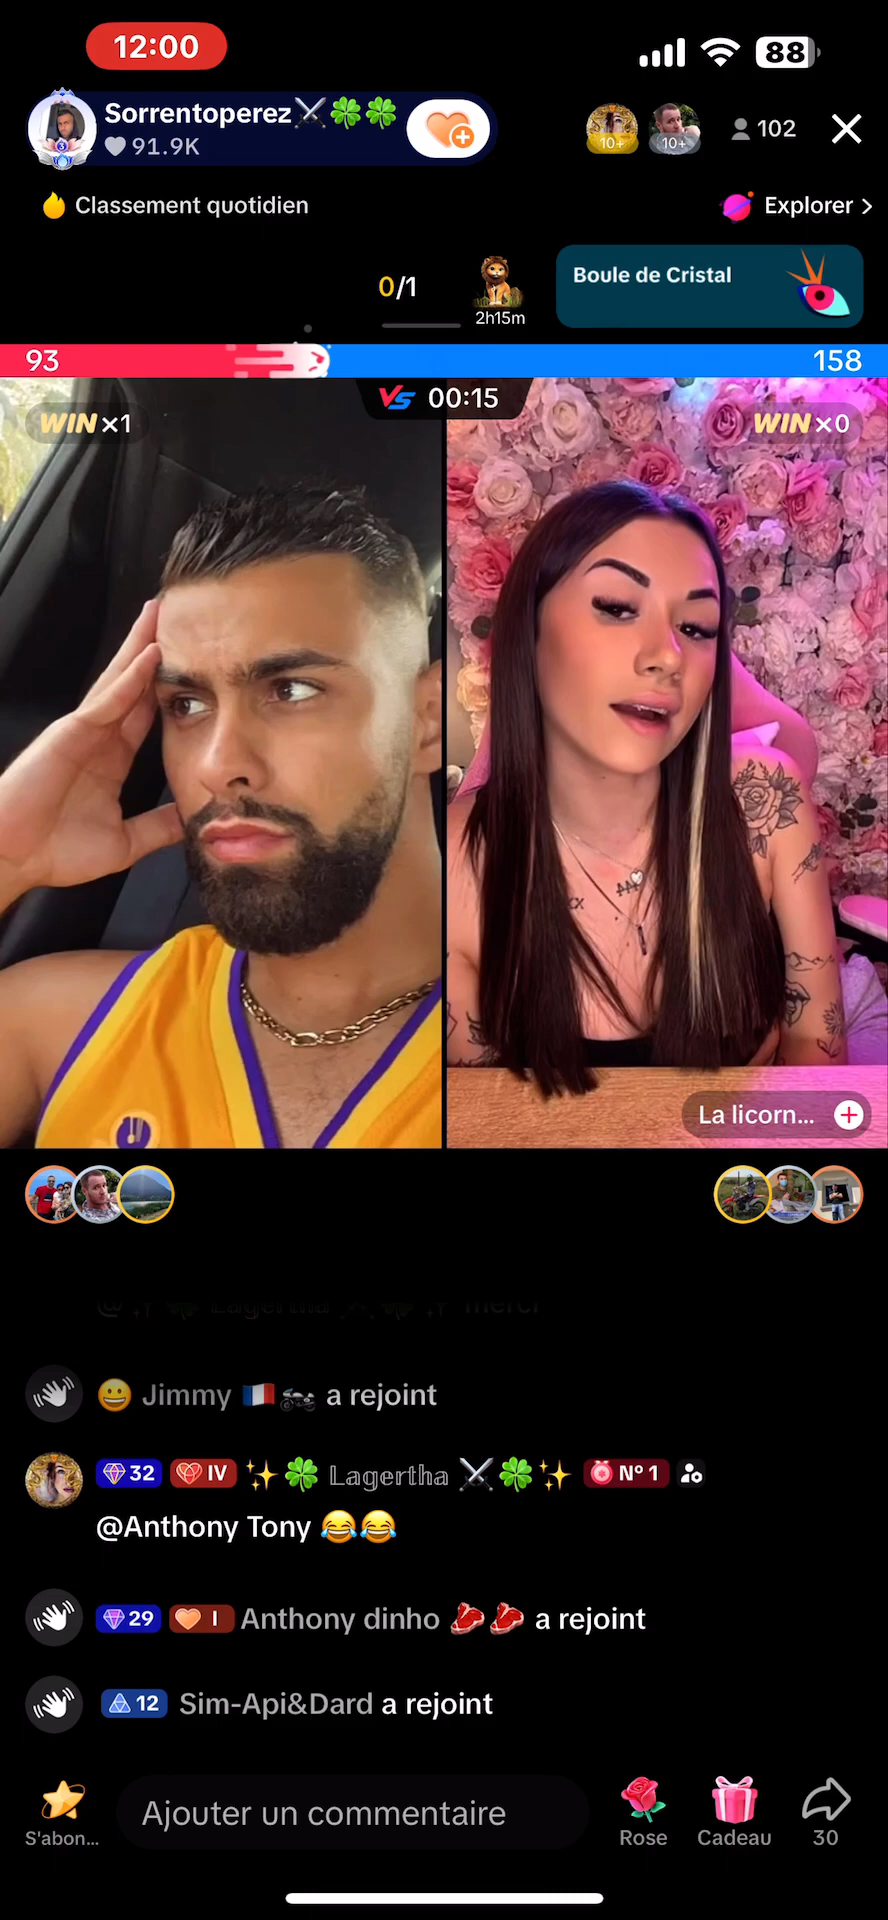 12:00
88
Sorrentoperez⚔️🍀🍀
91.9K
10+
10+
102
Classement quotidien
Explorer >
0/1
2h15m
Boule de Cristal
93
158
VS 00:15
WIN x1
WIN x0
La licorn...
😀 Jimmy 🇫🇷🏍️ a rejoint
32 IV ✨🍀 𝕃𝕒𝕘𝕖𝕣𝕥𝕙𝕒 ⚔️🍀✨ Nº 1
@Anthony Tony 😂😂
29 I Anthony dinho 🥩🥩 a rejoint
12 Sim-Api&Dard a rejoint
S'abon...
Ajouter un commentaire
Rose
Cadeau
30